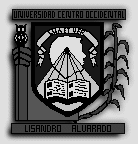 UNIVERSIDAD CENTRO OCCIDENTAL
LISANDRO ALVARADO